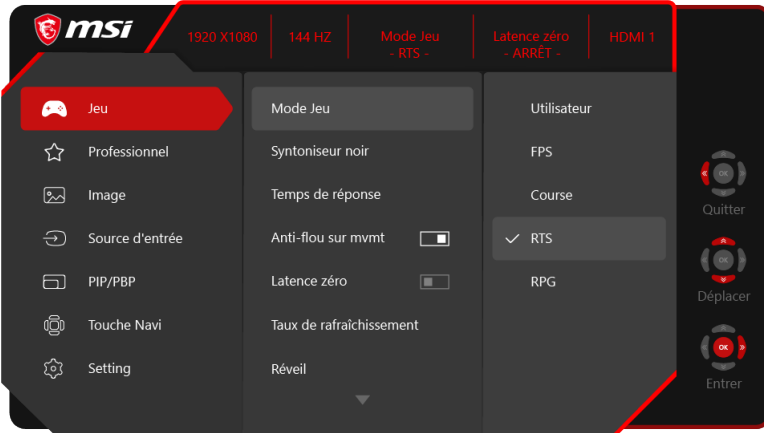 msi
1920 X1080
144 HZ
Mode Jeu
- RTS -
Latence zéro
- ARRÊT -
HDMI 1
Jeu
Professionnel
Image
Source d'entrée
PIP/PBP
Touche Navi
Setting
Mode Jeu
Syntoniseur noir
Temps de réponse
Anti-flou sur mvmt
Latence zéro
Taux de rafraîchissement
Réveil
Utilisateur
FPS
Course
RTS
RPG
OK
Quitter
OK
Déplacer
OK
Entrer